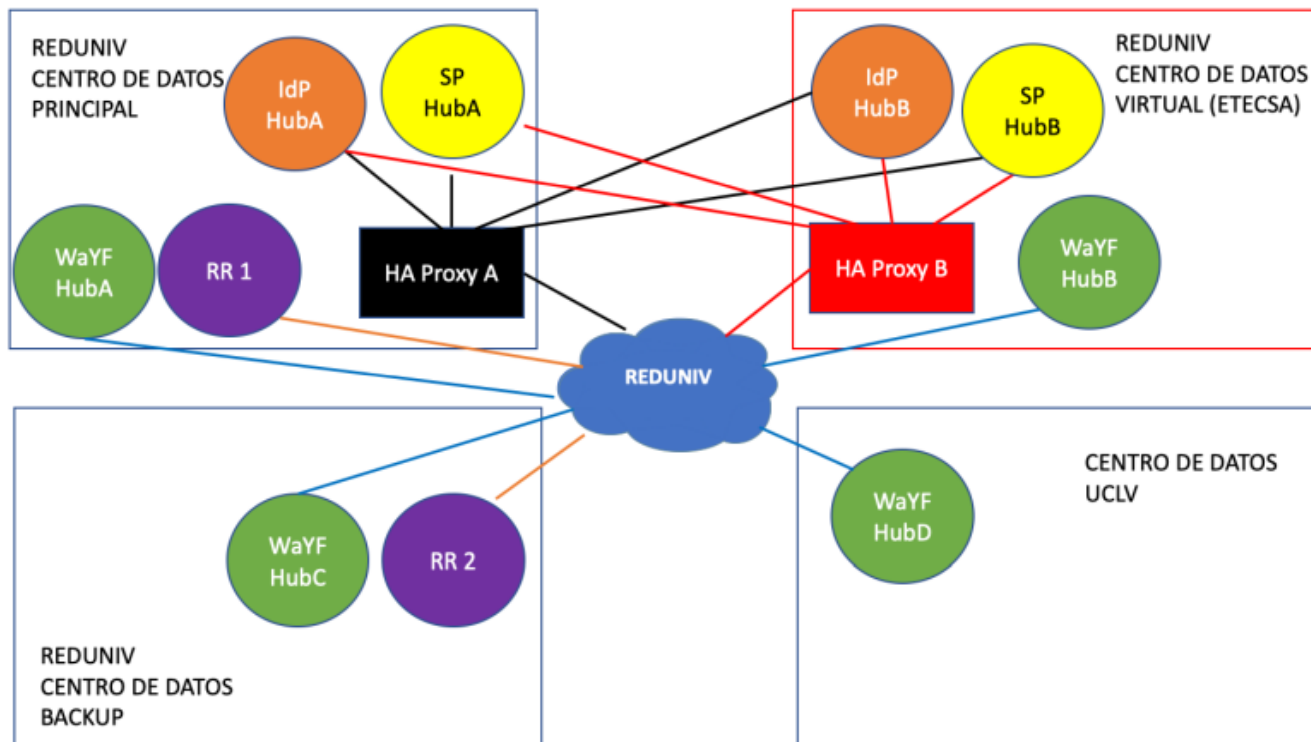 REDUNIV
CENTRO DE DATOS
PRINCIPAL
IdP
HubA
SP
HubA
WaYF
HubA
RR 1
HA Proxy A
IdP
HubB
SP
HubB
REDUNIV
CENTRO DE DATOS
VIRTUAL (ETECSA)
HA Proxy B
WaYF
HubB
REDUNIV
WaYF
HubC
RR 2
REDUNIV
CENTRO DE DATOS
BACKUP
WaYF
HubD
CENTRO DE DATOS
UCLV